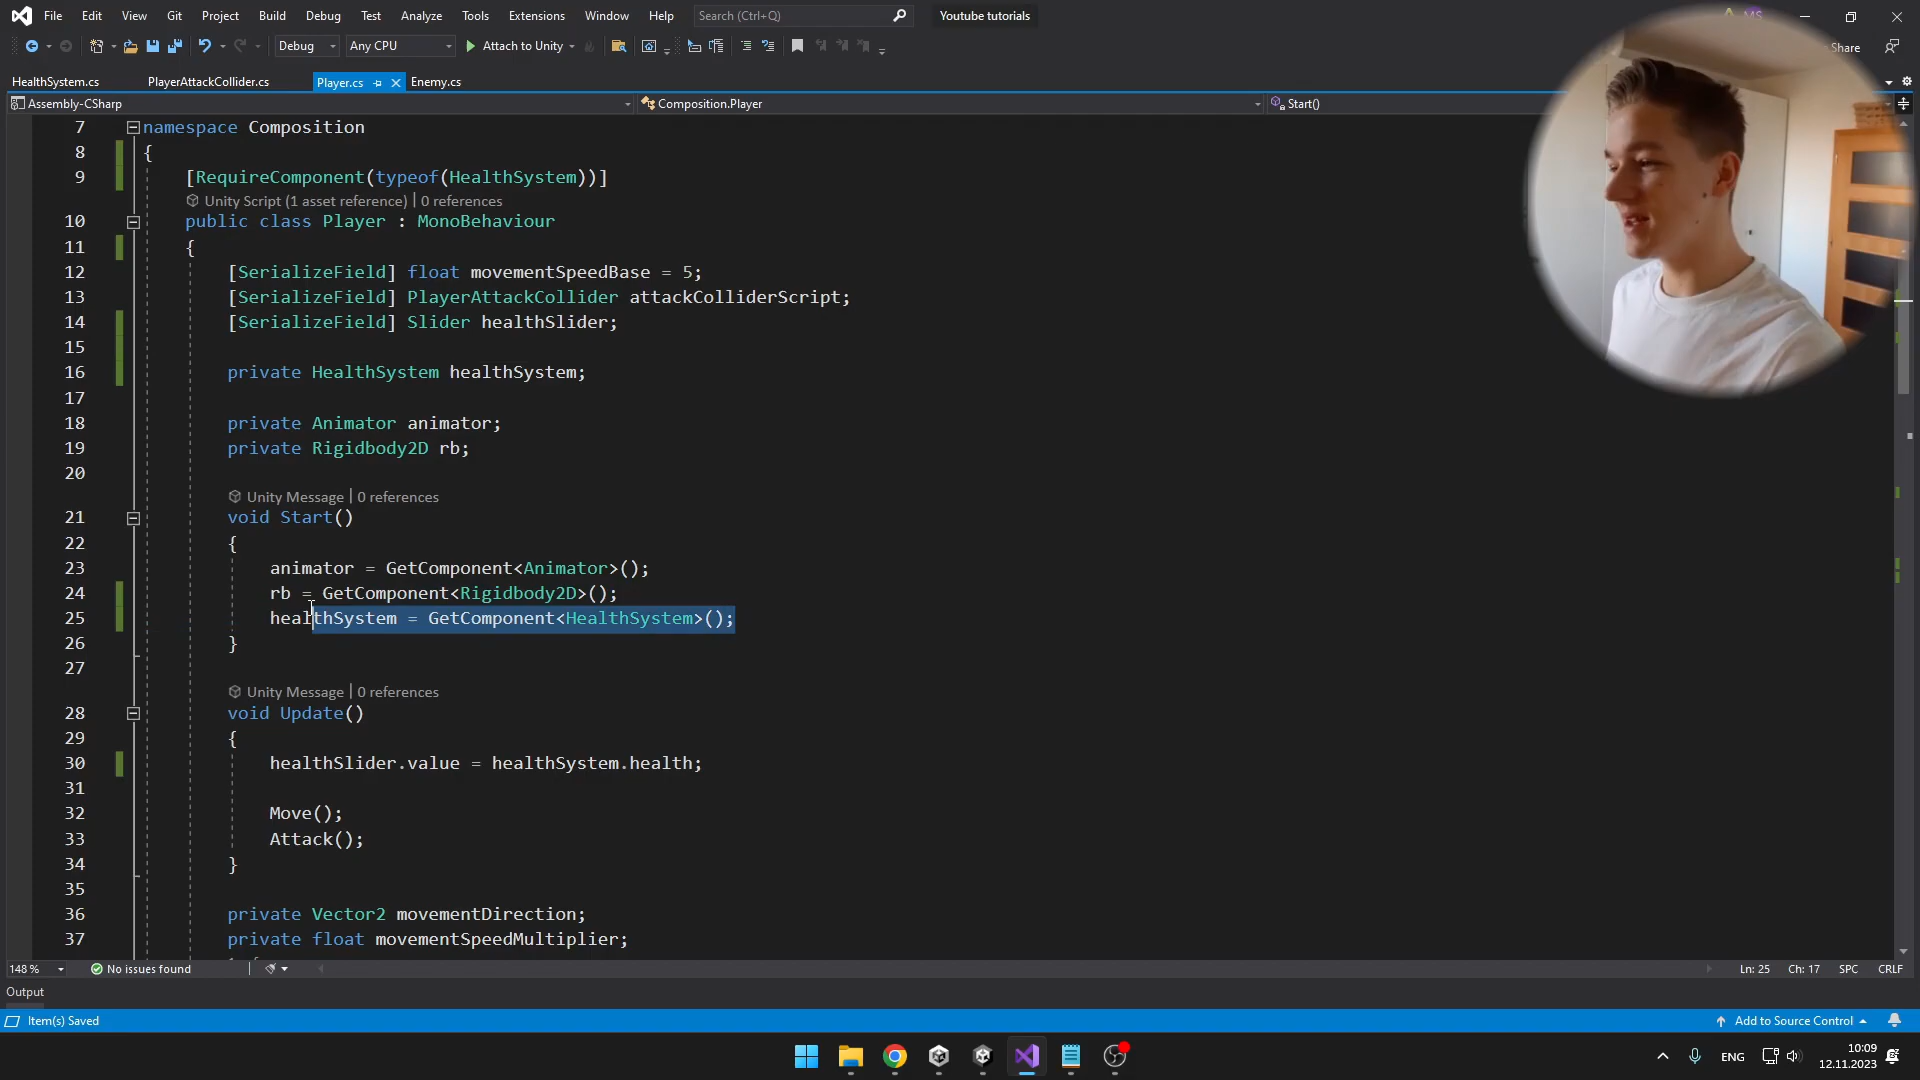 File Edit View Git Project Build Debug Test Analyze Tools Extensions Window Help Search (Ctrl+Q) Youtube tutorials
Debug Any CPU Attach to Unity Share
HealthSystem.cs PlayerAttackCollider.cs Player.cs Enemy.cs
Assembly-CSharp Composition.Player Start()
7 namespace Composition
8 {
9 [RequireComponent(typeof(HealthSystem))]
Unity Script (1 asset reference) | 0 references
10 public class Player : MonoBehaviour
11 {
12 [SerializeField] float movementSpeedBase = 5;
13 [SerializeField] PlayerAttackCollider attackColliderScript;
14 [SerializeField] Slider healthSlider;
15
16 private HealthSystem healthSystem;
17
18 private Animator animator;
19 private Rigidbody2D rb;
20
Unity Message | 0 references
21 void Start()
22 {
23 animator = GetComponent<Animator>();
24 rb = GetComponent<Rigidbody2D>();
25 healthSystem = GetComponent<HealthSystem>();
26 }
27
Unity Message | 0 references
28 void Update()
29 {
30 healthSlider.value = healthSystem.health;
31
32 Move();
33 Attack();
34 }
35
36 private Vector2 movementDirection;
37 private float movementSpeedMultiplier;
148 % No issues found Ln: 25 Ch: 17 SPC CRLF
Output
Item(s) Saved Add to Source Control
ENG 10:09
12.11.2023